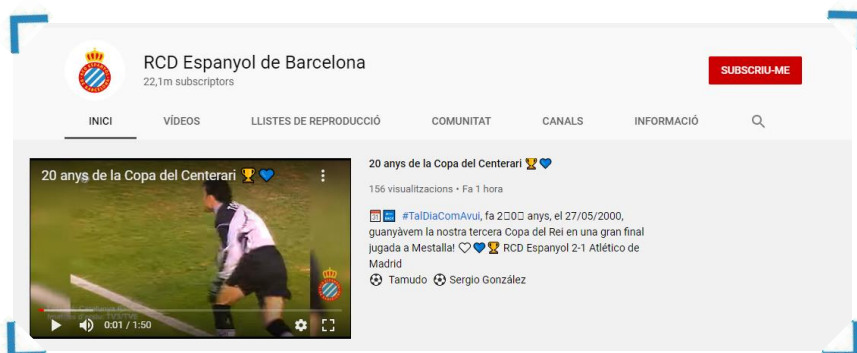 RCD Espanyol de Barcelona
22,1m subscriptors
SUBSCRIU-ME
INICI VÍDEOS LLISTES DE REPRODUCCIÓ COMUNITAT CANALS INFORMACIÓ
20 anys de la Copa del Centerari 🏆💙
0:01 / 1:50
20 anys de la Copa del Centerari 🏆💙
156 visualitzacions • Fa 1 hora
#TalDiaComAvui, fa 2⃣0⃣ anys, el 27/05/2000,
guanyàvem la nostra tercera Copa del Rei en una gran final
jugada a Mestalla! 🤍💙🏆 RCD Espanyol 2-1 Atlético de
Madrid
⚽ Tamudo ⚽ Sergio González